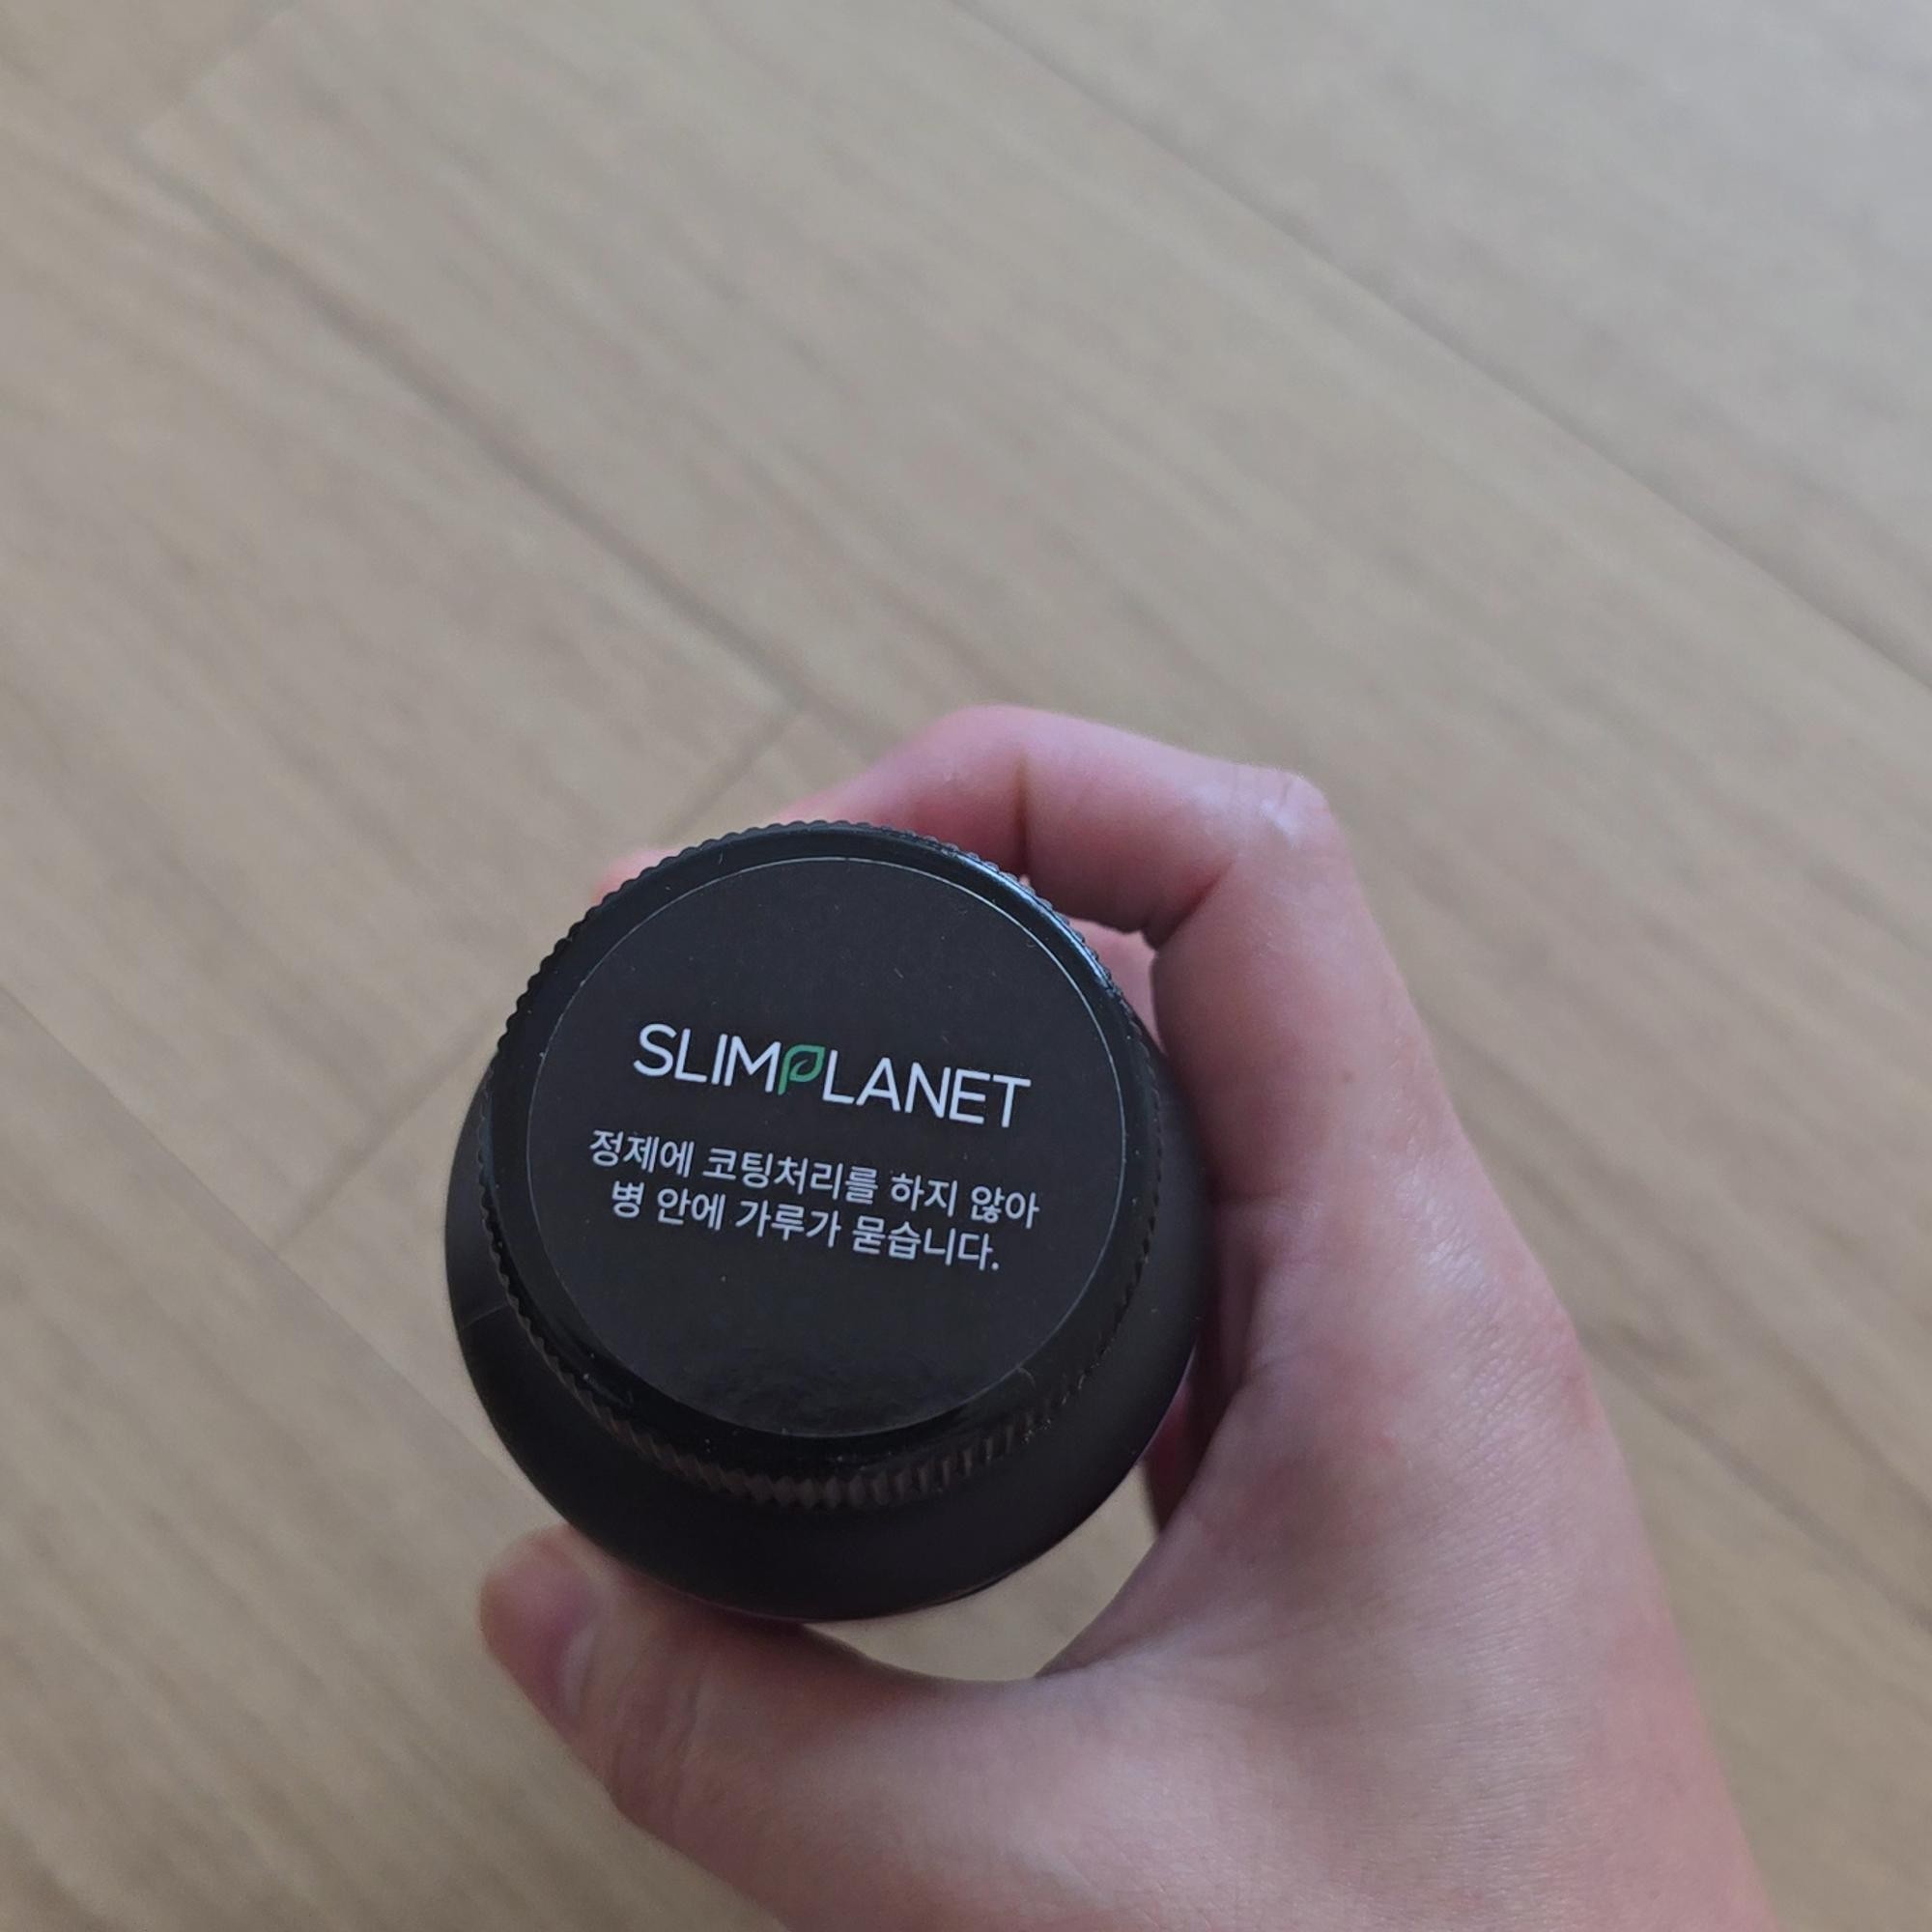 SLIMPLANET
정제에 코팅처리를 하지 않아
병 안에 가루가 묻습니다.